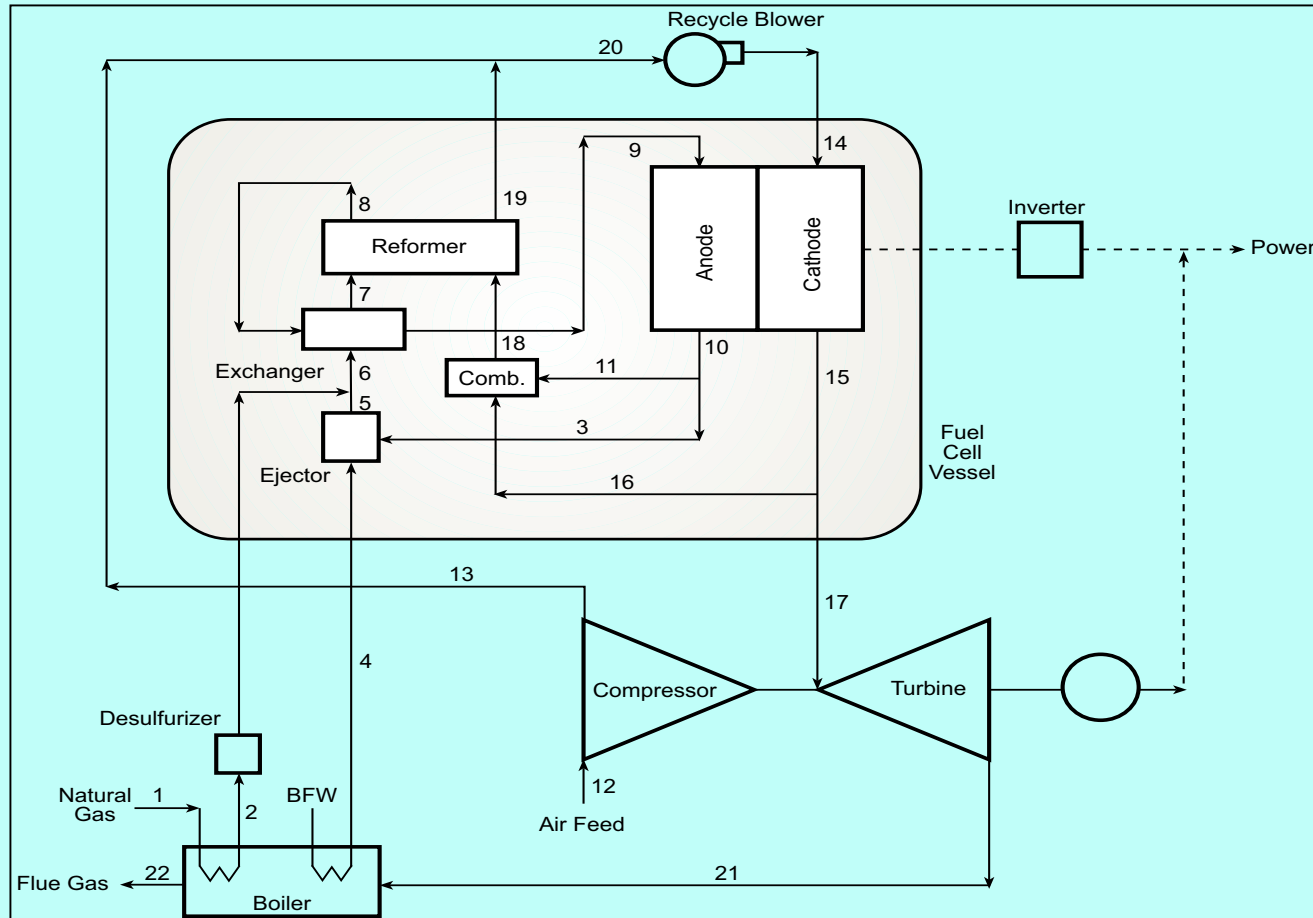 Recycle Blower
20
14
9
19
8
Inverter
Reformer
Anode
Cathode
Power
7
18
10
Exchanger
6
Comb.
11
15
5
3
Fuel
Cell
Vessel
Ejector
16
13
17
4
Compressor
Turbine
Desulfurizer
12
Natural
Gas
1
2
BFW
Air Feed
22
21
Flue Gas
Boiler